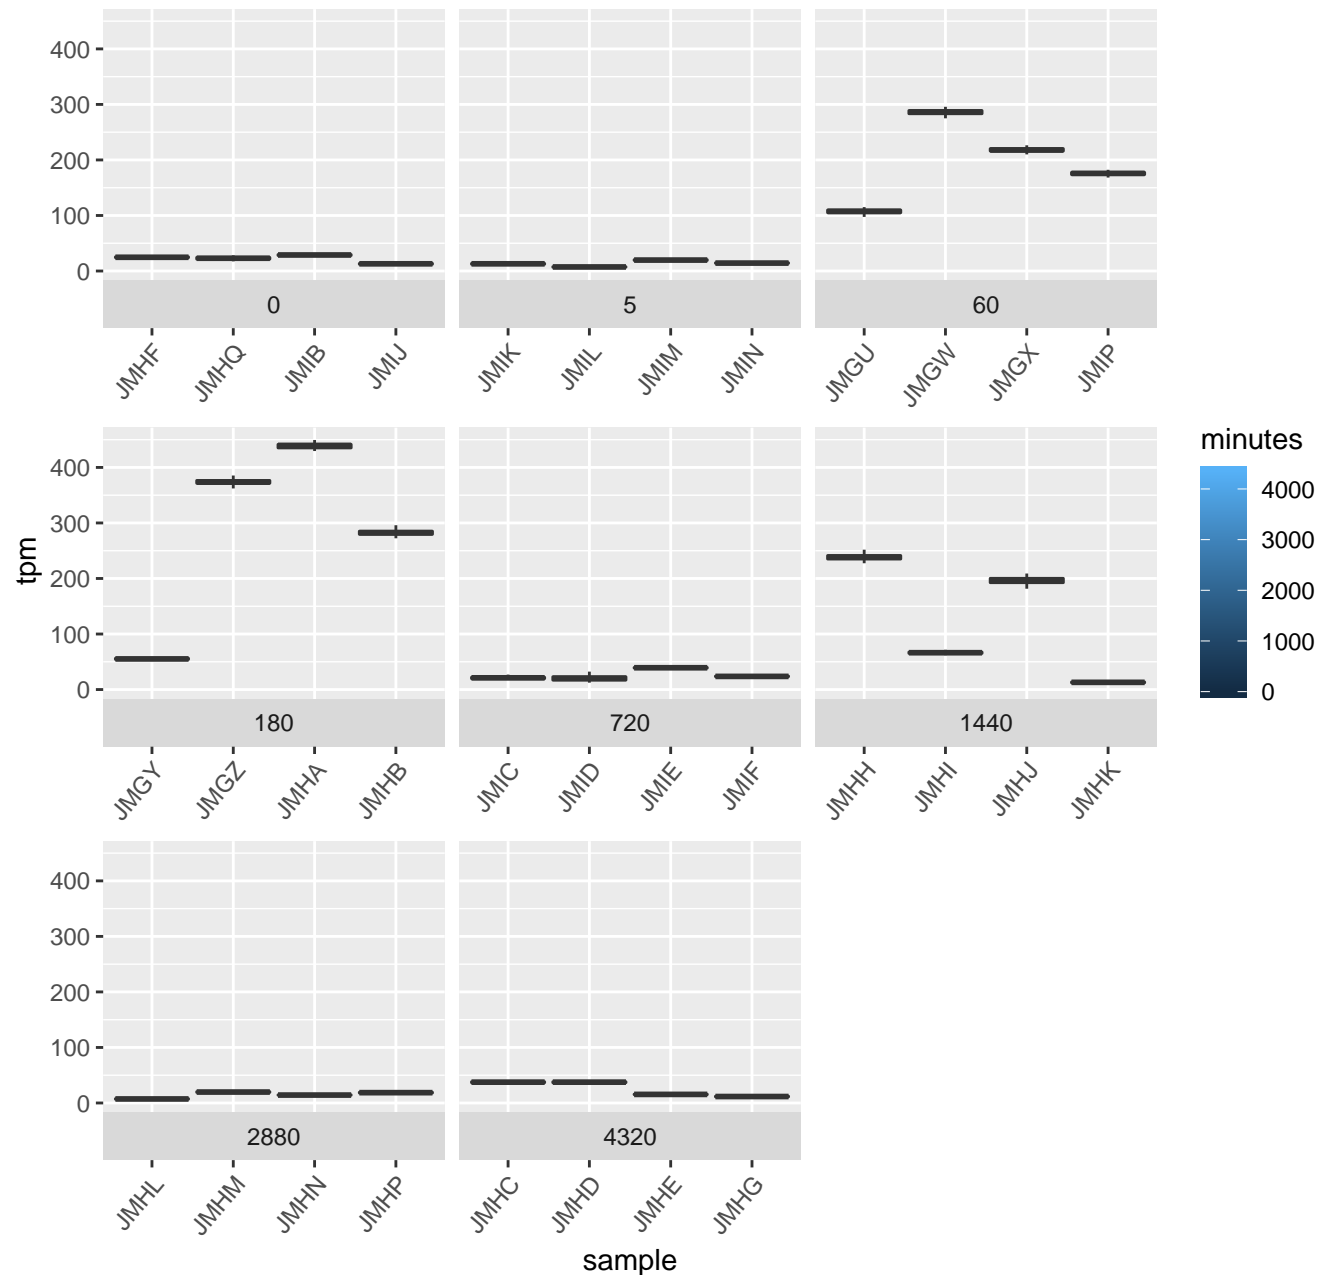 400
300
200
100
0
0
5
60
JMHF JMHQ JMIB JMIJ
JMIK JMIL JMIM JMIN
JMGU JMGW JMGX JMIP
tpm
400
300
200
100
0
180
720
1440
JMGY JMGZ JMHA JMHB
JMIC JMID JMIE JMIF
JMHH JMHI JMHJ JMHK
minutes
4000
3000
2000
1000
0
400
300
200
100
0
2880
4320
JMHL JMHM JMHN JMHP
JMHC JMHD JMHE JMHG
sample